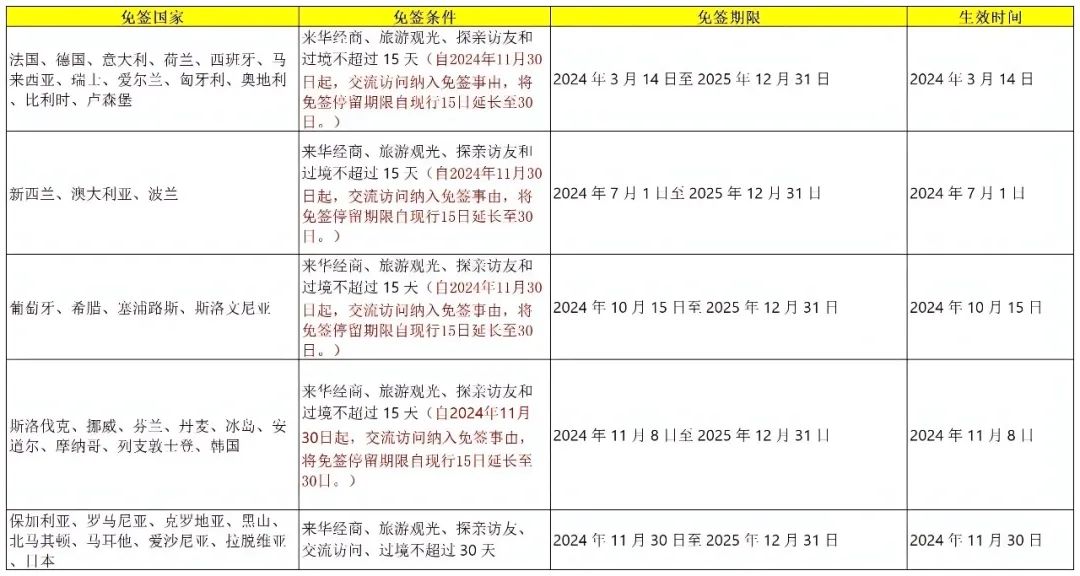 免签国家 免签条件 免签期限 生效时间
法国、德国、意大利、荷兰、西班牙、马
来西亚、瑞士、爱尔兰、匈牙利、奥地利
、比利时、卢森堡
来华经商、旅游观光、探亲访友和
过境不超过 15 天（自2024年11月30
日起，交流访问纳入免签事由，将
免签停留期限自现行15日延长至30
日。）
2024 年 3 月 14 日至 2025 年 12 月 31 日
2024 年 3 月 14 日
新西兰、澳大利亚、波兰
来华经商、旅游观光、探亲访友和
过境不超过 15 天（自2024年11月30
日起，交流访问纳入免签事由，将
免签停留期限自现行15日延长至30
日。）
2024 年 7 月 1 日至 2025 年 12 月 31 日
2024 年 7 月 1 日
葡萄牙、希腊、塞浦路斯、斯洛文尼亚
来华经商、旅游观光、探亲访友和
过境不超过 15 天（自2024年11月30
日起，交流访问纳入免签事由，将
免签停留期限自现行15日延长至30
日。）
2024 年 10 月 15 日至 2025 年 12 月 31 日
2024 年 10 月 15 日
斯洛伐克、挪威、芬兰、丹麦、冰岛、安
道尔、摩纳哥、列支敦士登、韩国
来华经商、旅游观光、探亲访友和
过境不超过 15 天（自2024年11月
30日起，交流访问纳入免签事由，
将免签停留期限自现行15日延长至
30日。）
2024 年 11 月 8 日至 2025 年 12 月 31 日
2024 年 11 月 8 日
保加利亚、罗马尼亚、克罗地亚、黑山、
北马其顿、马耳他、爱沙尼亚、拉脱维亚
、日本
来华经商、旅游观光、探亲访友、
交流访问、过境不超过 30 天
2024 年 11 月 30 日至 2025 年 12 月 31 日
2024 年 11 月 30 日